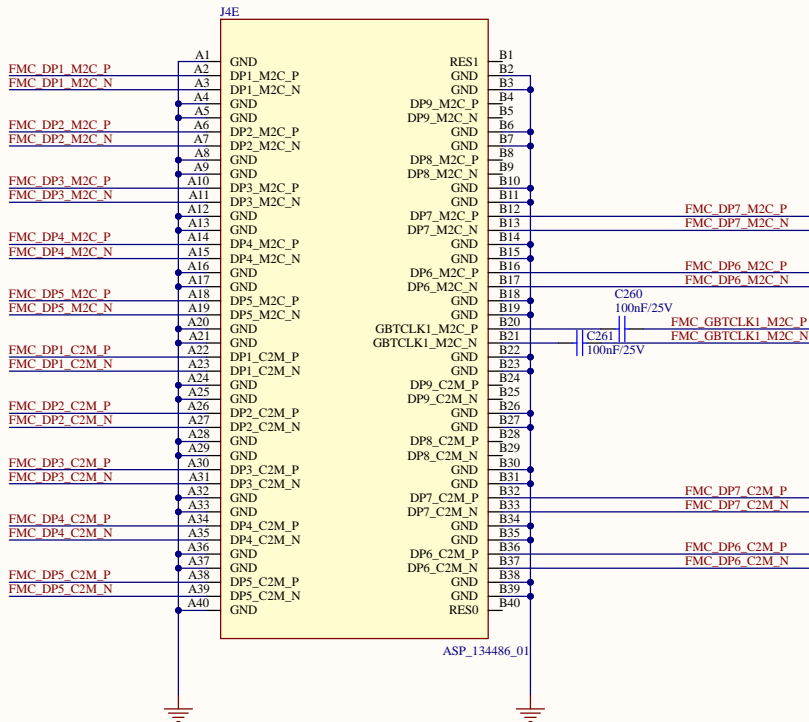 J4E
A1 GND RES1 B1
FMC_DP1_M2C_P A2 DP1_M2C_P GND B2
FMC_DP1_M2C_N A3 DP1_M2C_N GND B3
A4 GND DP9_M2C_P B4
A5 GND DP9_M2C_N B5
FMC_DP2_M2C_P A6 DP2_M2C_P GND B6
FMC_DP2_M2C_N A7 DP2_M2C_N GND B7
A8 GND DP8_M2C_P B8
A9 GND DP8_M2C_N B9
FMC_DP3_M2C_P A10 DP3_M2C_P GND B10
FMC_DP3_M2C_N A11 DP3_M2C_N GND B11
A12 GND DP7_M2C_P B12 FMC_DP7_M2C_P
A13 GND DP7_M2C_N B13 FMC_DP7_M2C_N
FMC_DP4_M2C_P A14 DP4_M2C_P GND B14
FMC_DP4_M2C_N A15 DP4_M2C_N GND B15
A16 GND DP6_M2C_P B16 FMC_DP6_M2C_P
A17 GND DP6_M2C_N B17 FMC_DP6_M2C_N
FMC_DP5_M2C_P A18 DP5_M2C_P GND B18 C260
FMC_DP5_M2C_N A19 DP5_M2C_N GND B19 100nF/25V
A20 GND GBTCLK1_M2C_P B20 FMC_GBTCLK1_M2C_P
A21 GND GBTCLK1_M2C_N B21 C261 FMC_GBTCLK1_M2C_N
FMC_DP1_C2M_P A22 DP1_C2M_P GND B22 100nF/25V
FMC_DP1_C2M_N A23 DP1_C2M_N GND B23
A24 GND DP9_C2M_P B24
A25 GND DP9_C2M_N B25
FMC_DP2_C2M_P A26 DP2_C2M_P GND B26
FMC_DP2_C2M_N A27 DP2_C2M_N GND B27
A28 GND DP8_C2M_P B28
A29 GND DP8_C2M_N B29
FMC_DP3_C2M_P A30 DP3_C2M_P GND B30
FMC_DP3_C2M_N A31 DP3_C2M_N GND B31
A32 GND DP7_C2M_P B32 FMC_DP7_C2M_P
A33 GND DP7_C2M_N B33 FMC_DP7_C2M_N
FMC_DP4_C2M_P A34 DP4_C2M_P GND B34
FMC_DP4_C2M_N A35 DP4_C2M_N GND B35
A36 GND DP6_C2M_P B36 FMC_DP6_C2M_P
A37 GND DP6_C2M_N B37 FMC_DP6_C2M_N
FMC_DP5_C2M_P A38 DP5_C2M_P GND B38
FMC_DP5_C2M_N A39 DP5_C2M_N GND B39
A40 GND RES0 B40
ASP_134486_01